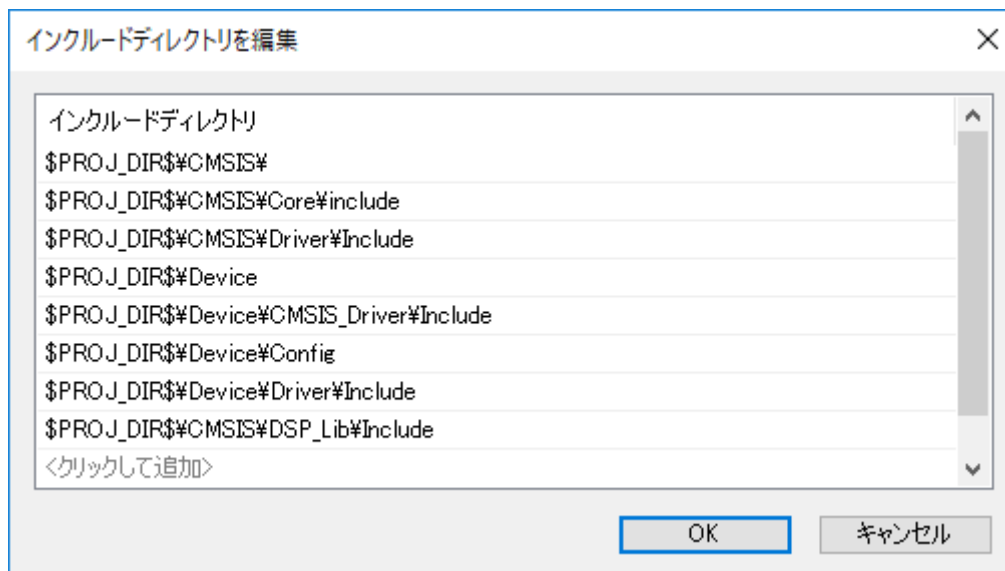 インクルードディレクトリを編集
インクルードディレクトリ
$PROJ_DIR$¥CMSIS¥
$PROJ_DIR$¥CMSIS¥Core¥include
$PROJ_DIR$¥CMSIS¥Driver¥Include
$PROJ_DIR$¥Device
$PROJ_DIR$¥Device¥CMSIS_Driver¥Include
$PROJ_DIR$¥Device¥Config
$PROJ_DIR$¥Device¥Driver¥Include
$PROJ_DIR$¥CMSIS¥DSP_Lib¥Include
<クリックして追加>
OK キャンセル